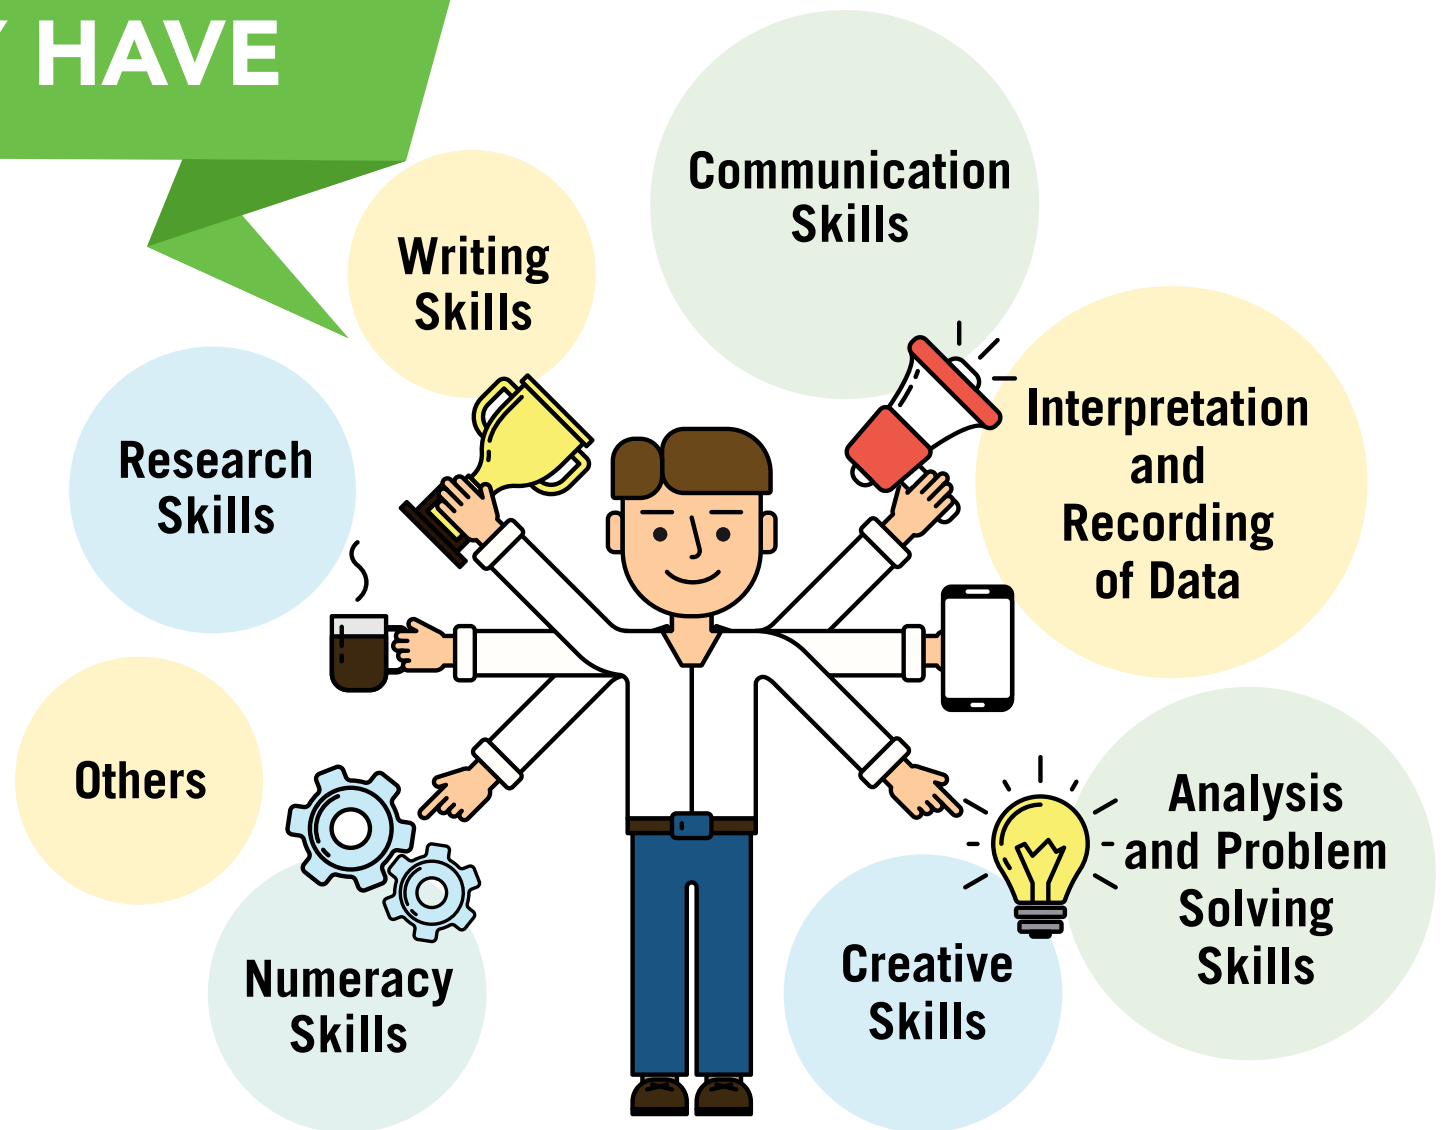 HAVE
Communication
Skills
Writing
Skills
Interpretation
and
Recording
of Data
Research
Skills
Others
Analysis
and Problem
Solving
Skills
Creative
Skills
Numeracy
Skills